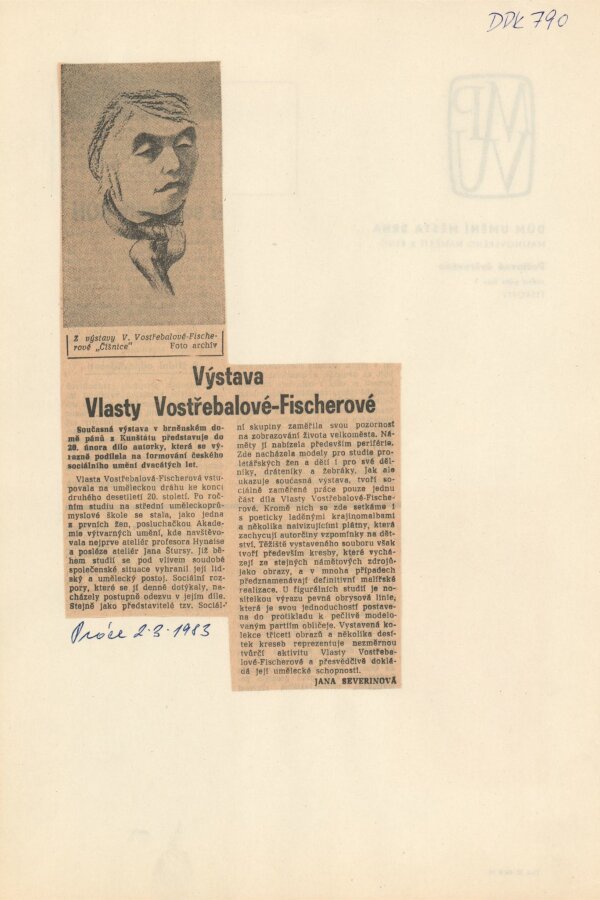 DDK 790
Z výstavy V. Vostřebalové-Fische-
rové „Číšnice" Foto archív
Výstava
Vlasty Vostřebalové-Fischerové
Současná výstava v brněnském do-
mě pánů z Kunštátu představuje do
20. února dílo autorky, která se vý-
razně podílela na formování českého
sociálního umění dvacátých let.
Vlasta Vostřebalová-Fischerová vstu-
povala na uměleckou dráhu ke konci
druhého desetiletí 20. století. Po roč-
ním studiu na střední uměleckoprů-
myslové škole se stala, jako jedna
z prvních žen, posluchačkou Akade-
mie výtvarných umění, kde navštěvo-
vala nejprve ateliér profesora Hynaise
a posléze ateliér Jana Štursy. Již bě-
hem studií se pod vlivem soudobé
společenské situace vyhranil její lid-
ský a umělecký postoj. Sociální roz-
pory, které se jí denně dotýkaly, na-
cházely postupně odezvu v jejím díle.
Stejně jako představitelé tzv. Sociál-
ní skupiny zaměřila svou pozornost
na zobrazování života velkoměsta. Ná-
měty jí nabízela především periférie.
Zde nacházela modely pro studie pro-
letářských žen a dětí i pro své děl-
níky, dráteníky a žebráky. Jak ale
ukazuje současná výstava, tvoří so-
ciálně zaměřené práce pouze jednu
část díla Vlasty Vostřebalové-Fische-
rové. Kromě nich se zde setkáme i
s poeticky laděnými krajinomalbami
a několika naivizujícími plátny, která
zachycují autorčiny vzpomínky na dět-
ství. Těžiště vystaveného souboru však
tvoří především kresby, které vychá-
zejí ze stejných námětových zdrojů,
jako obrazy, a v mnoha případech
předznamenávají definitivní malířské
realizace. U figurálních studií je no-
sitelkou výrazu pevná obrysová linie,
která je svou jednoduchostí postave-
na do protikladu k pečlivě modelo-
vaným partiím obličeje. Vystavená ko-
lekce třiceti obrazů a několika desí-
tek kreseb reprezentuje nezměrnou
tvůrčí aktivitu Vlasty Vostřeba-
lové-Fischerové a přesvědčivě doklá-
dá její umělecké schopnosti.
JANA SEVERINOVÁ
Práce 2.3.1983
MP
VU
DŮM UMĚNÍ MĚSTA BRNA